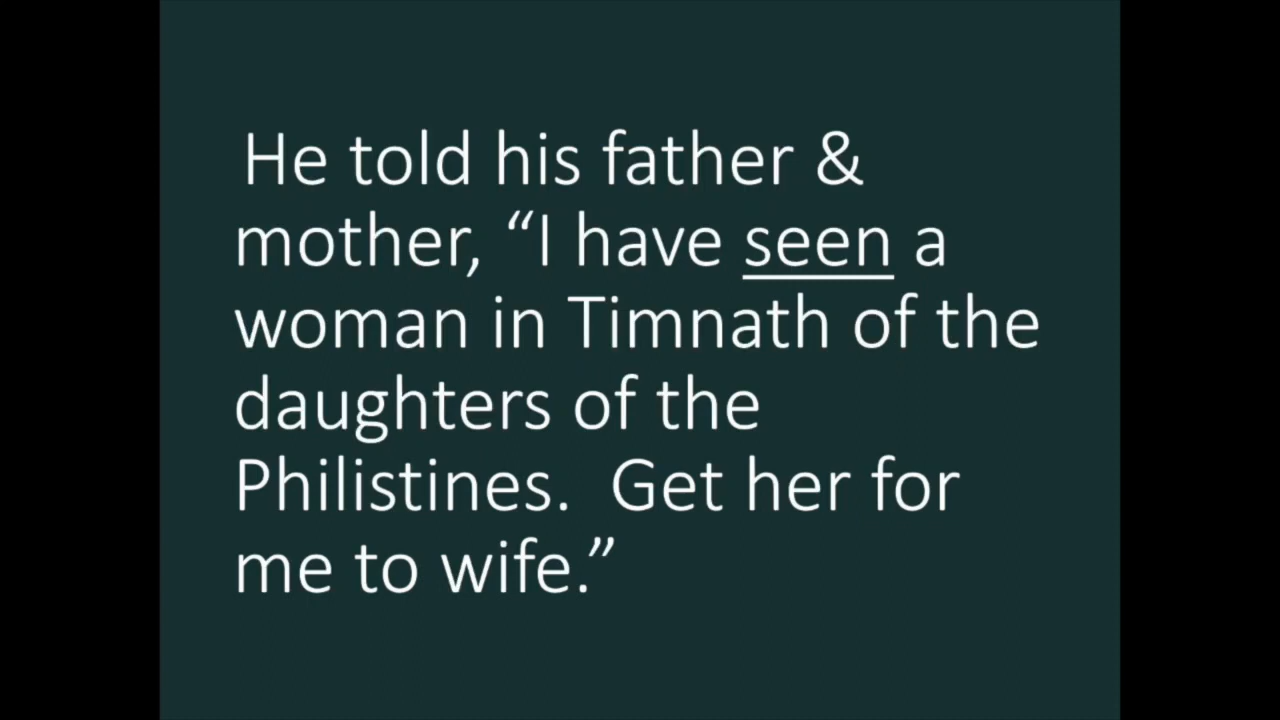 He told his father &
mother, “I have seen a
woman in Timnath of the
daughters of the
Philistines.  Get her for
me to wife.”